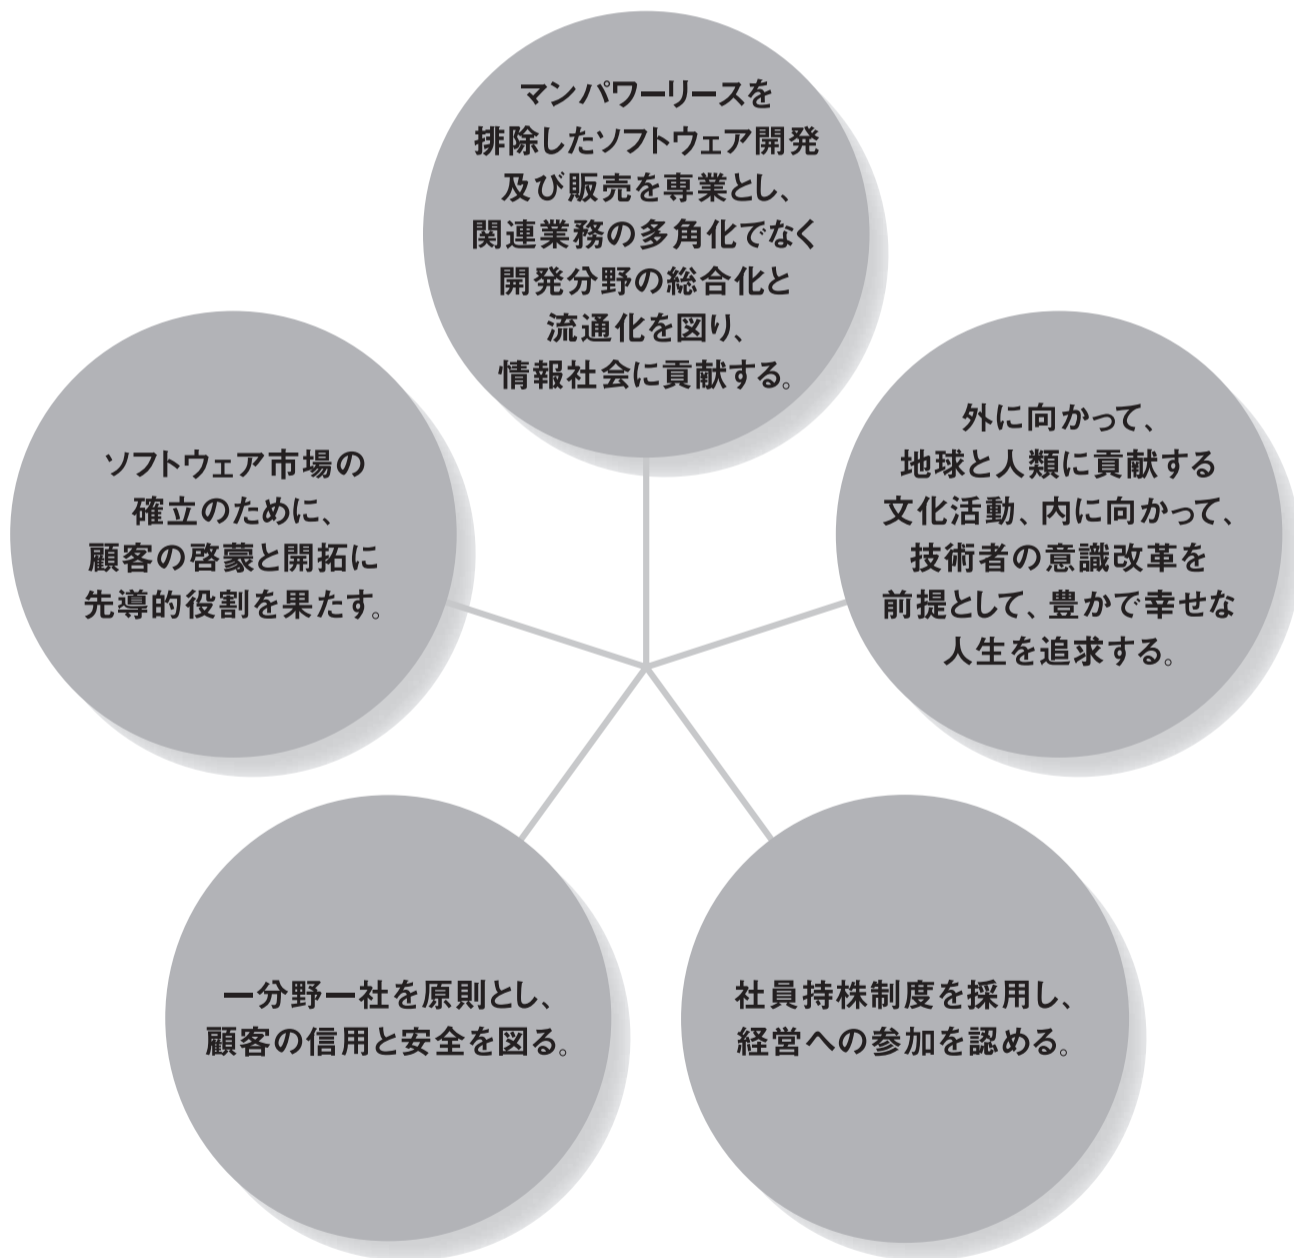 マンパワーリースを
排除したソフトウェア開発
及び販売を専業とし、
関連業務の多角化でなく
開発分野の総合化と
流通化を図り、
情報社会に貢献する。
ソフトウェア市場の
確立のために、
顧客の啓蒙と開拓に
先導的役割を果たす。
外に向かって、
地球と人類に貢献する
文化活動、内に向かって、
技術者の意識改革を
前提として、豊かで幸せな
人生を追求する。
一分野一社を原則とし、
顧客の信用と安全を図る。
社員持株制度を採用し、
経営への参加を認める。